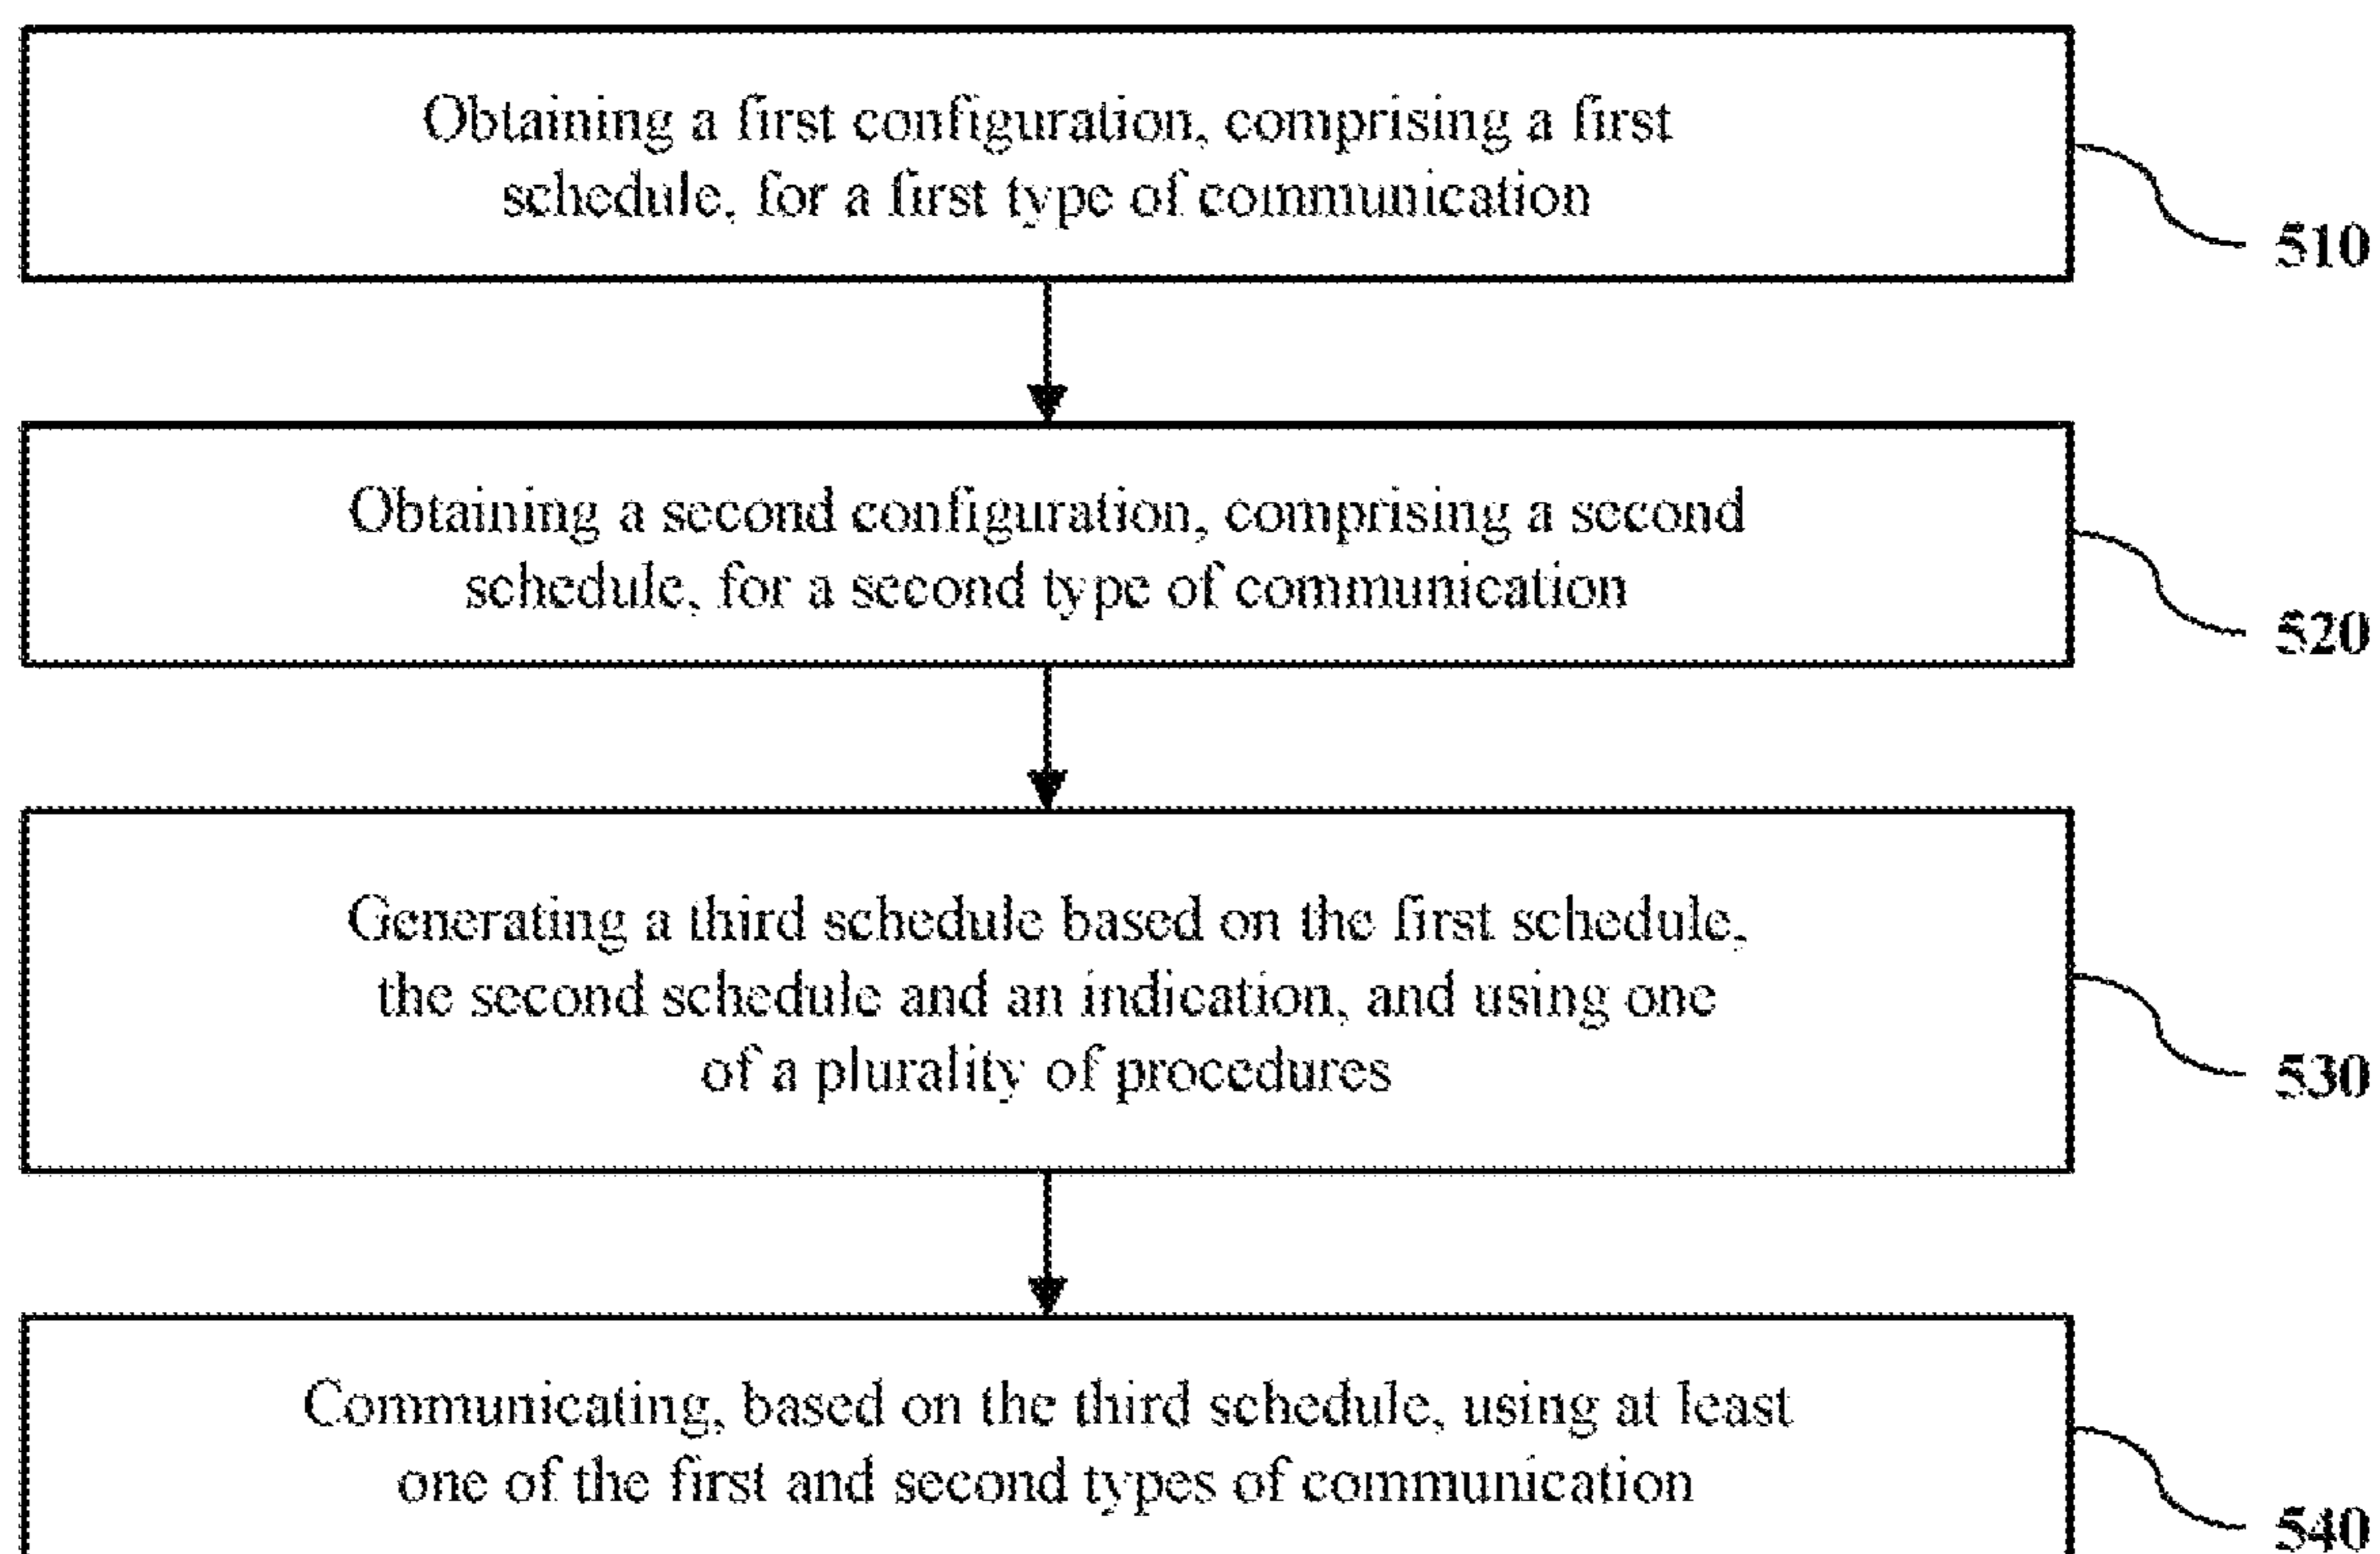 Obtaining a first configuration, comprising a first
schedule, for a first type of communication
510
Obtaining a second configuration, comprising a second
schedule, for a second type of communication
520
Generating a third schedule based on the first schedule,
the second schedule and an indication, and using one
of a plurality of procedures
530
Communicating, based on the third schedule, using at least
one of the first and second types of communication
540